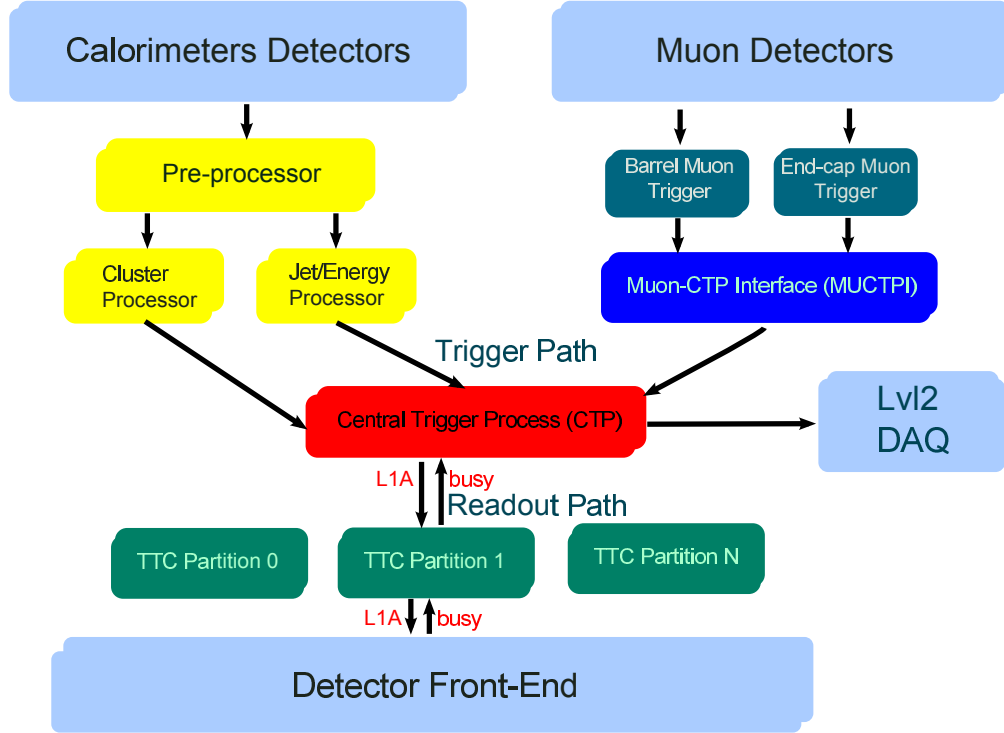 Calorimeters Detectors
Muon Detectors
Pre-processor
Barrel Muon
Trigger
End-cap Muon
Trigger
Cluster
Processor
Jet/Energy
Processor
Muon-CTP Interface (MUCTPI)
Trigger Path
Central Trigger Process (CTP)
Lvl2
DAQ
L1A
busy
Readout Path
TTC Partition 0
TTC Partition 1
TTC Partition N
L1A
busy
Detector Front-End